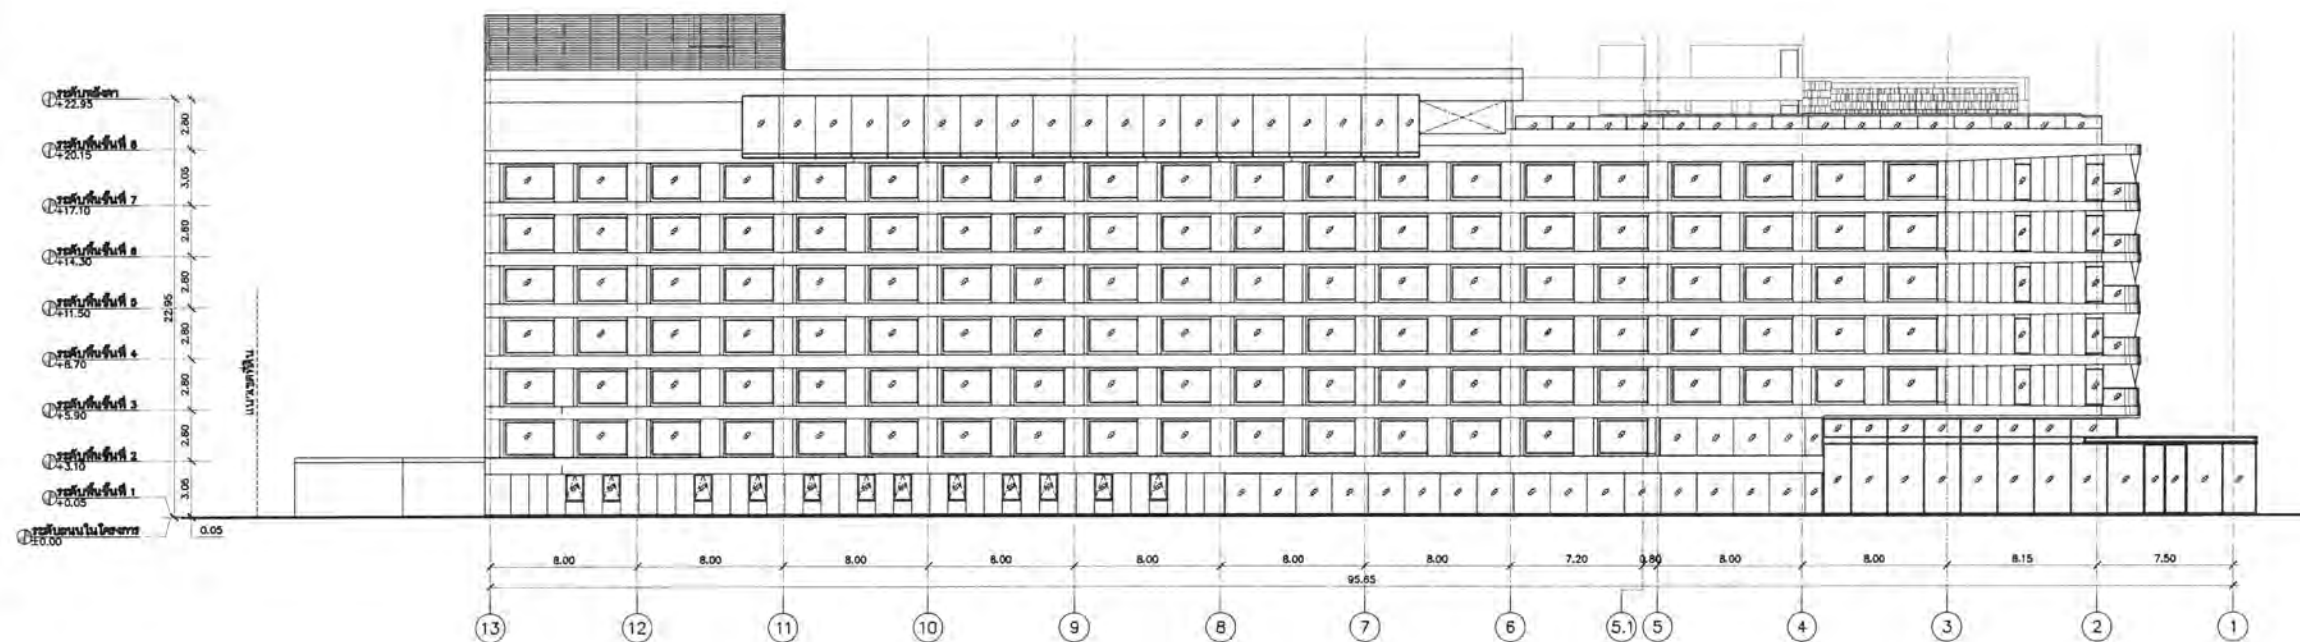 ระดับหลังคา
+22.95
2.80
ระดับพื้นชั้นที่ 8
+20.15
3.05
ระดับพื้นชั้นที่ 7
+17.10
2.80
ระดับพื้นชั้นที่ 6
+14.30
2.80
ระดับพื้นชั้นที่ 5
+11.50
22.95
2.80
ระดับพื้นชั้นที่ 4
+8.70
2.80
แนวเขตที่ดิน
ระดับพื้นชั้นที่ 3
+5.90
2.80
ระดับพื้นชั้นที่ 2
+3.10
3.05
ระดับพื้นชั้นที่ 1
+0.05
ระดับถนนในโครงการ
±0.00
0.05
8.00 8.00 8.00 8.00 8.00 8.00 8.00 7.20 0.80 8.00 8.00 8.15 7.50
95.65
13 12 11 10 9 8 7 6 5.1 5 4 3 2 1